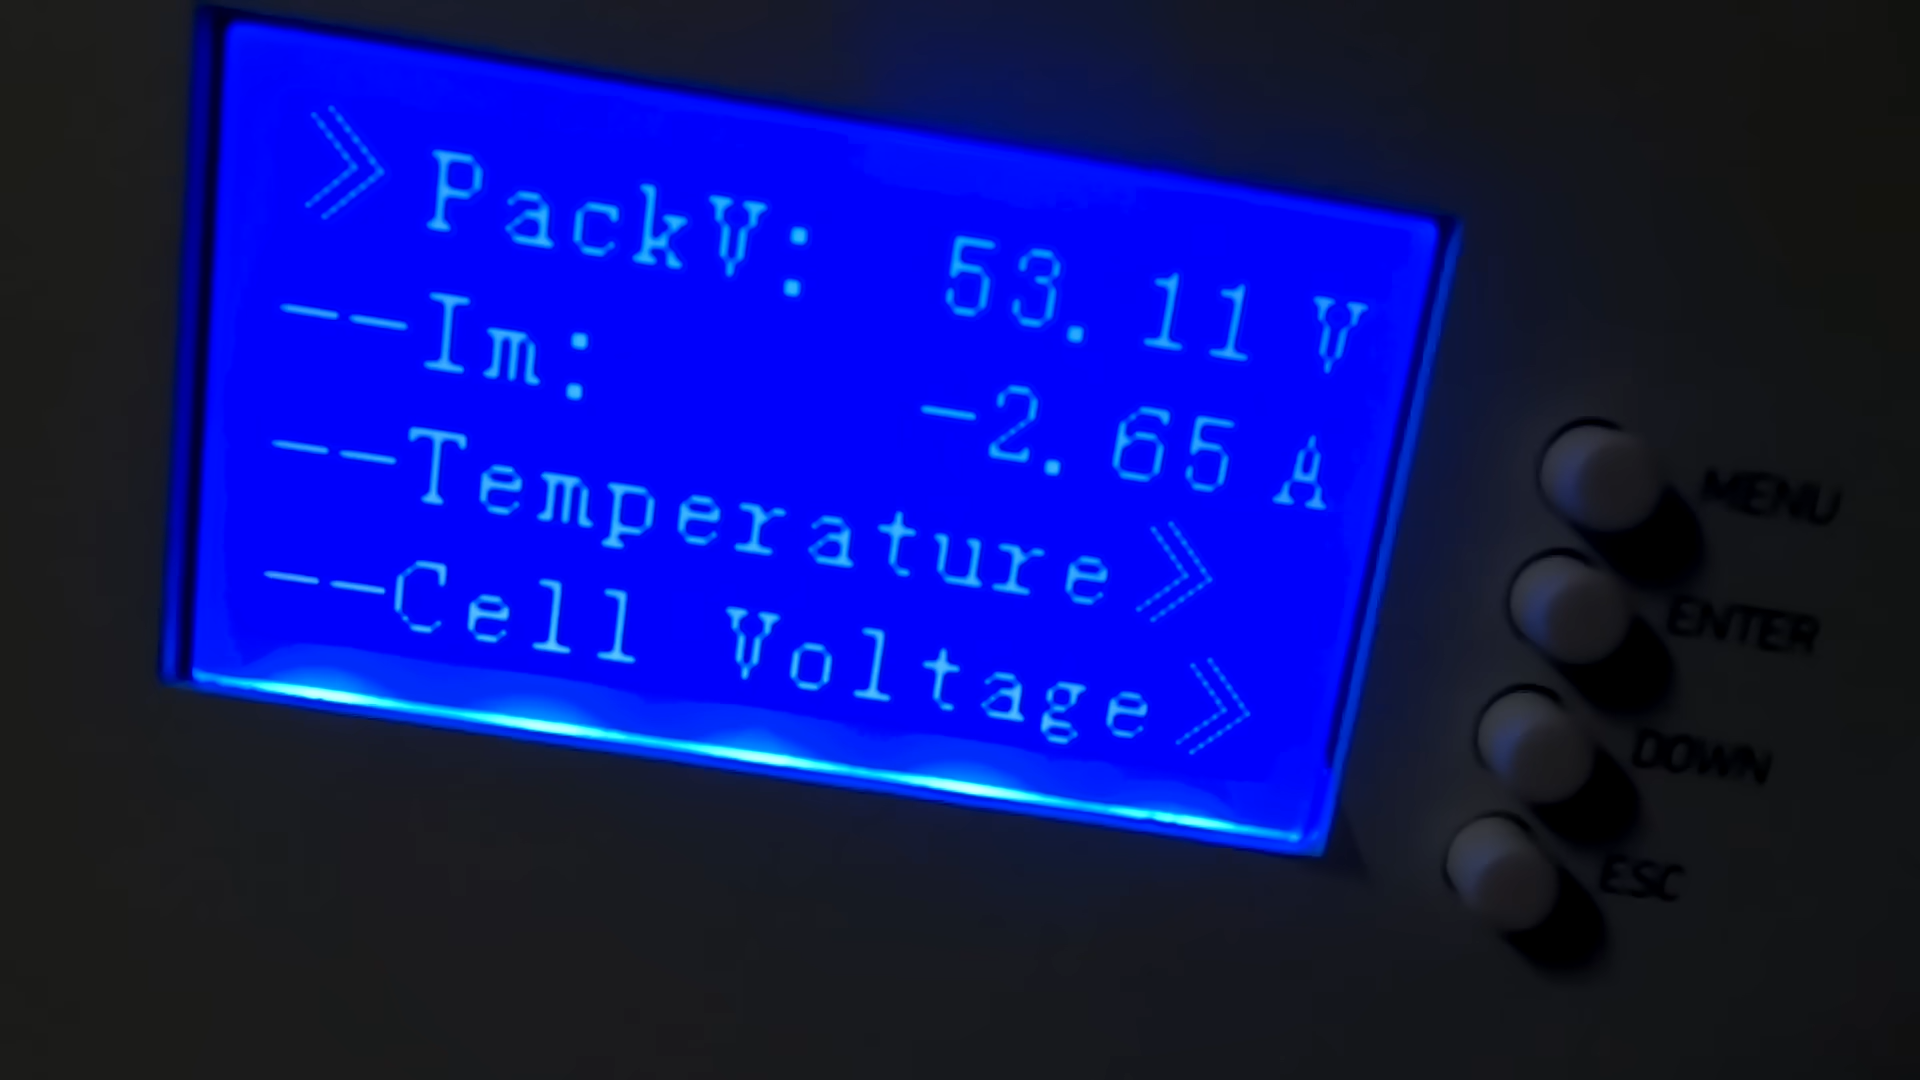 》PackV: 53.11 V
--Im: -2.65 A
--Temperature》
--Cell Voltage》
MENU
ENTER
DOWN
ESC